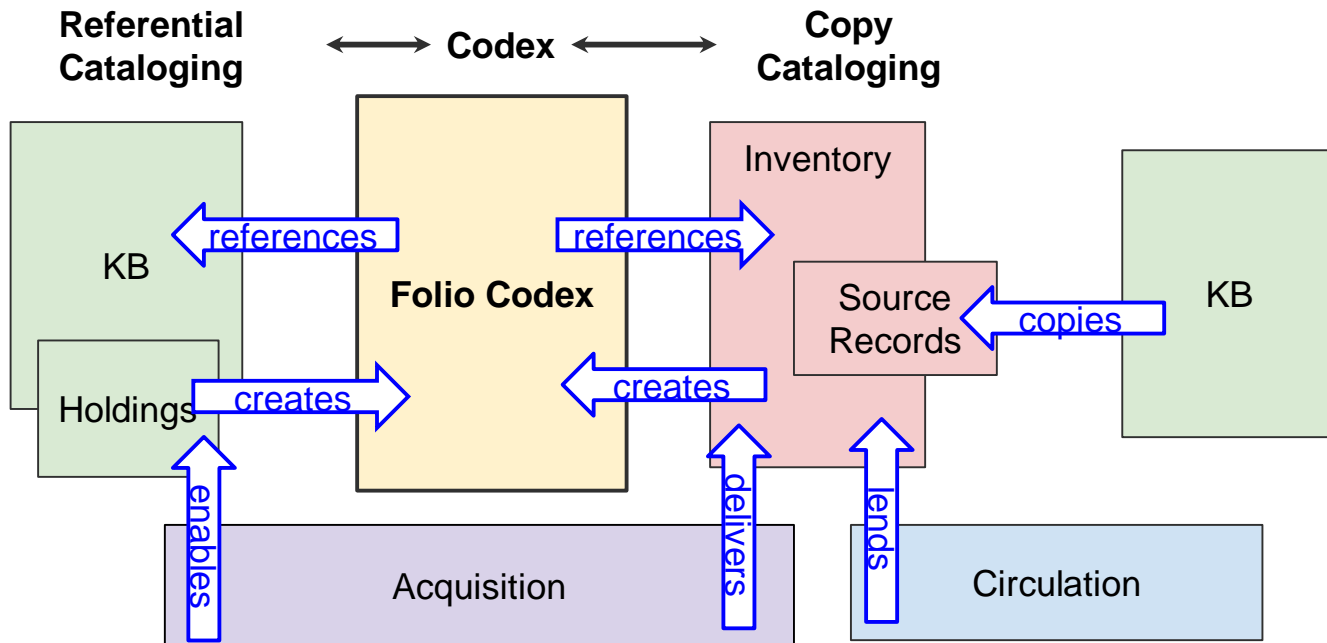 Referential
Cataloging
Codex
Copy
Cataloging
Inventory
references
references
KB
Folio Codex
Source
Records
copies
KB
Holdings
creates
creates
enables
delivers
lends
Acquisition
Circulation